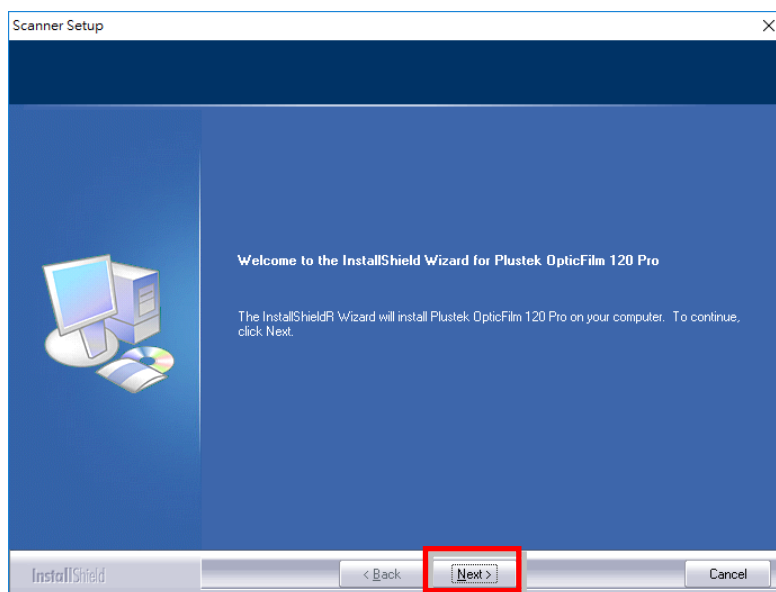 Scanner Setup
Welcome to the InstallShield Wizard for Plustek OpticFilm 120 Pro
The InstallShieldR Wizard will install Plustek OpticFilm 120 Pro on your computer. To continue,
click Next.
InstallShield
< Back
Next >
Cancel